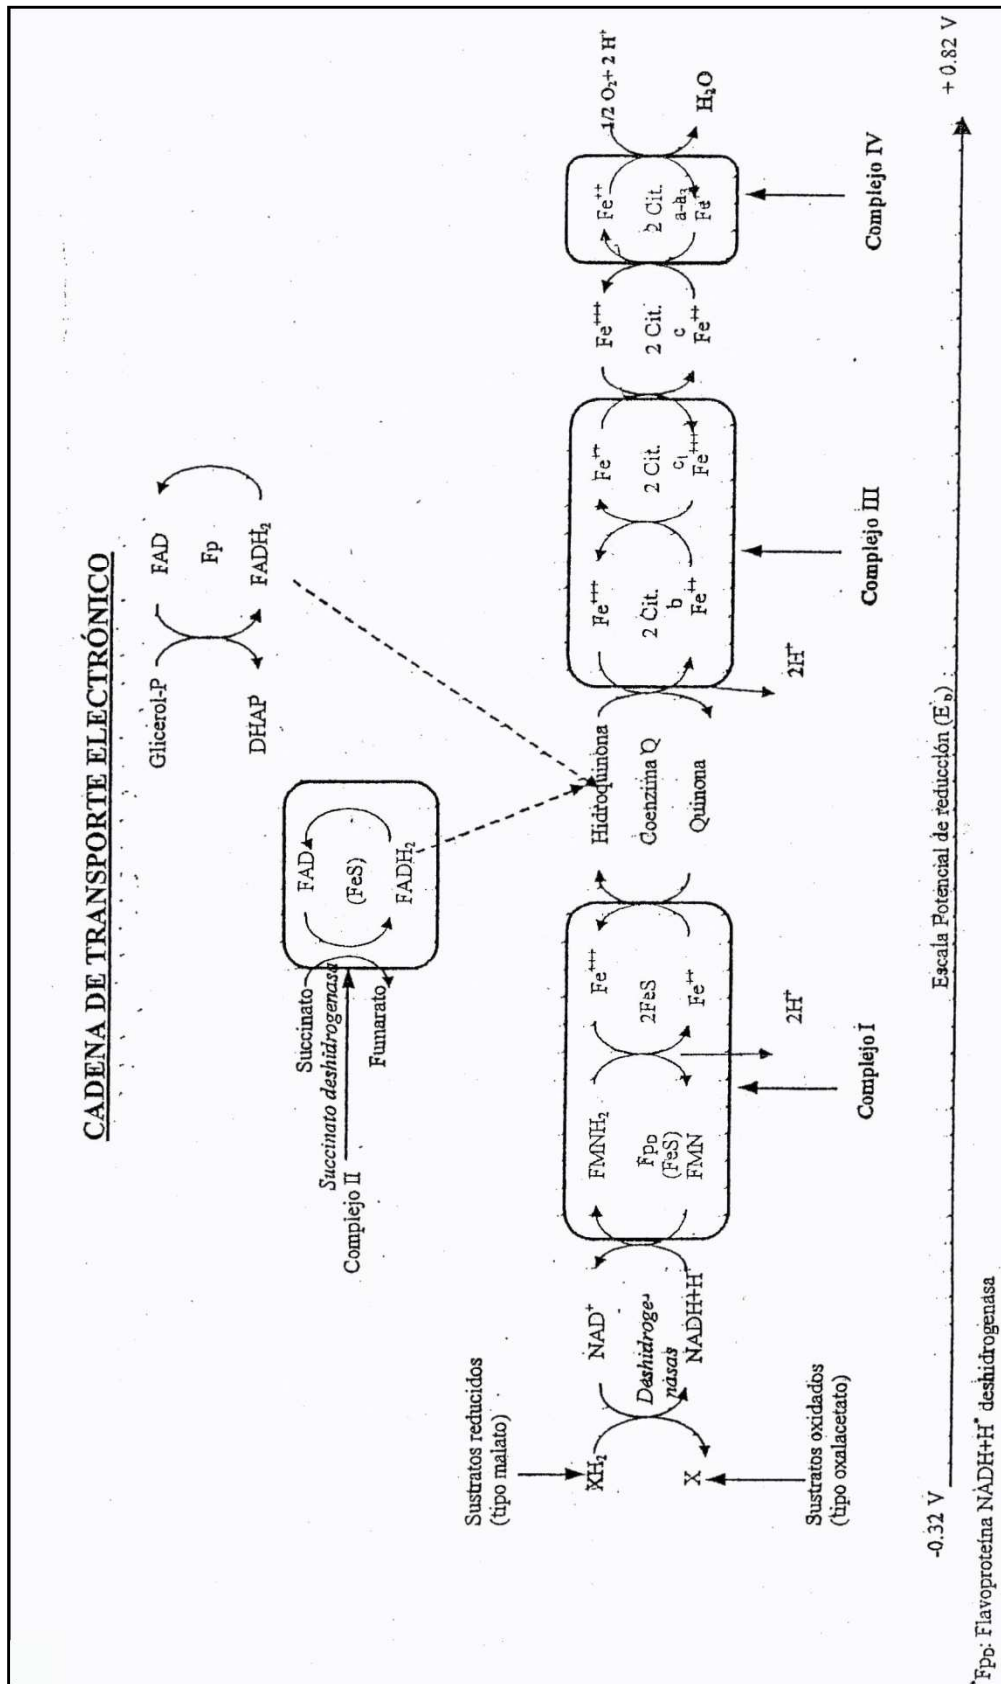 CADENA DE TRANSPORTE ELECTRÓNICO
Glicerol-P
FAD
Fp
DHAP
FADH₂
Succinato
Succinato deshidrogenasa
Complejo II
Fumarato
FAD
(FeS)
FADH₂
Sustratos reducidos
(tipo malato)
XH₂
X
Sustratos oxidados
(tipo oxalacetato)
NAD⁺
Deshidroge-
nasas
NADH+H
FMNH₂
Fp_D
(FeS)
FMN
Fe⁺⁺⁺
2FeS
Fe⁺⁺
2H⁺
Complejo I
Hidroquinona
Coenzima Q
Quinona
Fe⁺⁺⁺
2 Cit.
b
Fe⁺⁺
2H⁺
Fe⁺⁺
2 Cit.
c₁
Fe⁺⁺⁺
Complejo III
Fe⁺⁺⁺
2 Cit.
c
Fe⁺⁺
Fe⁺⁺
2 Cit.
a-a₃
Complejo IV
1/2 O₂+ 2 H⁺
H₂O
-0.32 V
Escala Potencial de reducción
+ 0.82 V
Fp_D: Flavoproteína NADH+H⁺ deshidrogenasa